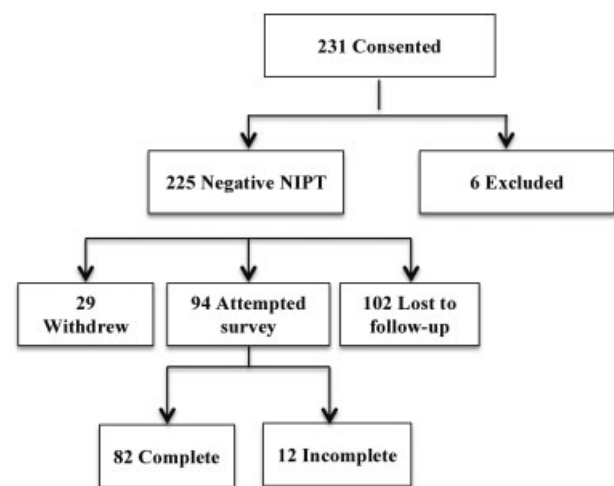 231 Consented
225 Negative NIPT
6 Excluded
29
Withdrew
94 Attempted
survey
102 Lost to
follow-up
82 Complete
12 Incomplete